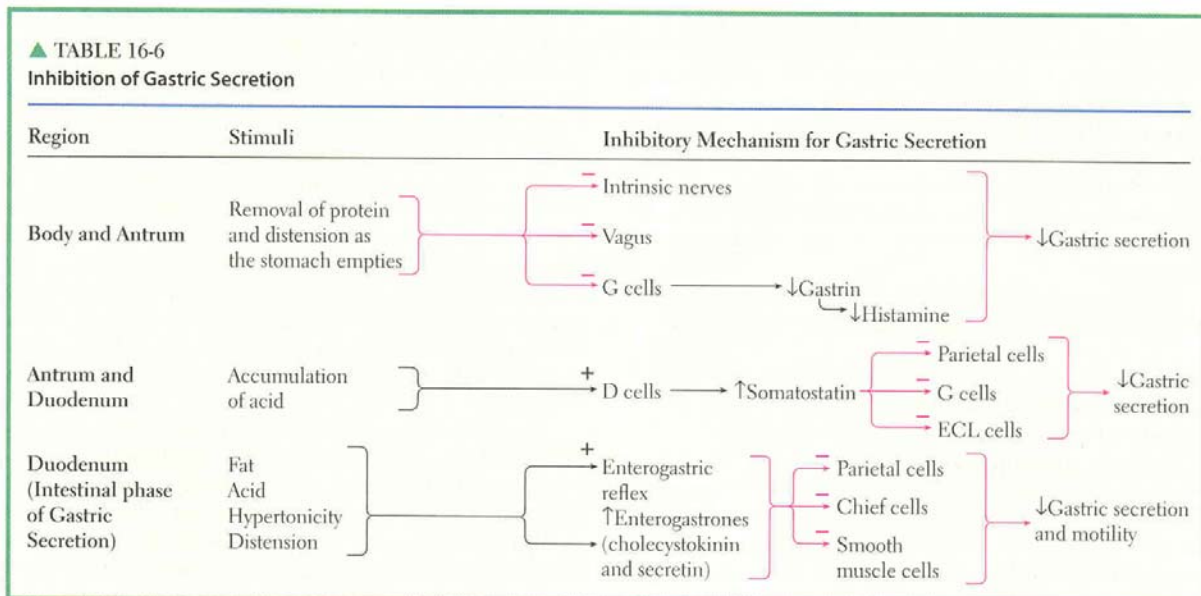 ▲ TABLE 16-6
Inhibition of Gastric Secretion
Region Stimuli Inhibitory Mechanism for Gastric Secretion
Body and Antrum
Removal of protein
and distension as
the stomach empties
− Intrinsic nerves
− Vagus
− G cells ↓Gastrin
↓Histamine
↓Gastric secretion
Antrum and
Duodenum
Accumulation
of acid
+
D cells ↑Somatostatin
− Parietal cells
− G cells
− ECL cells
↓Gastric
secretion
Duodenum
(Intestinal phase
of Gastric
Secretion)
Fat
Acid
Hypertonicity
Distension
+
Enterogastric
reflex
↑Enterogastrones
(cholecystokinin
and secretin)
− Parietal cells
− Chief cells
− Smooth
muscle cells
↓Gastric secretion
and motility